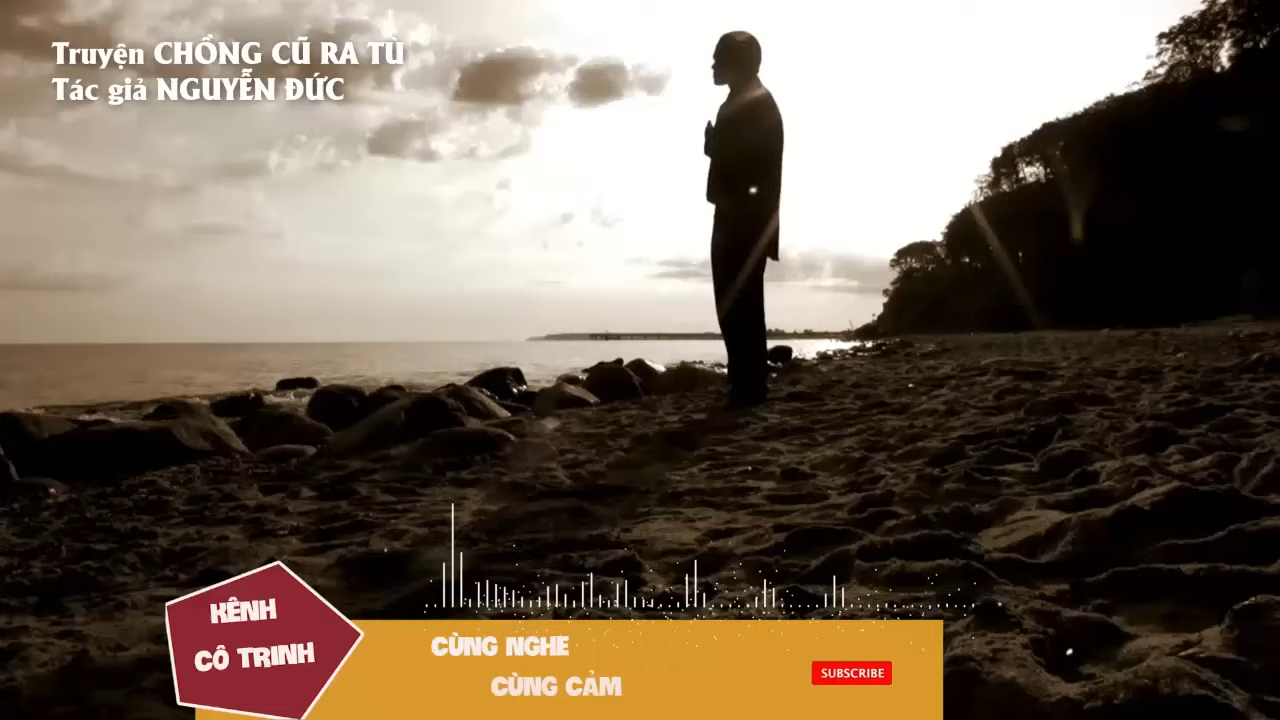 Truyện CHỒNG CŨ RA TÙ
Tác giả NGUYỄN ĐỨC
KÊNH
CÔ TRINH
CÙNG NGHE
CÙNG CẢM
SUBSCRIBE